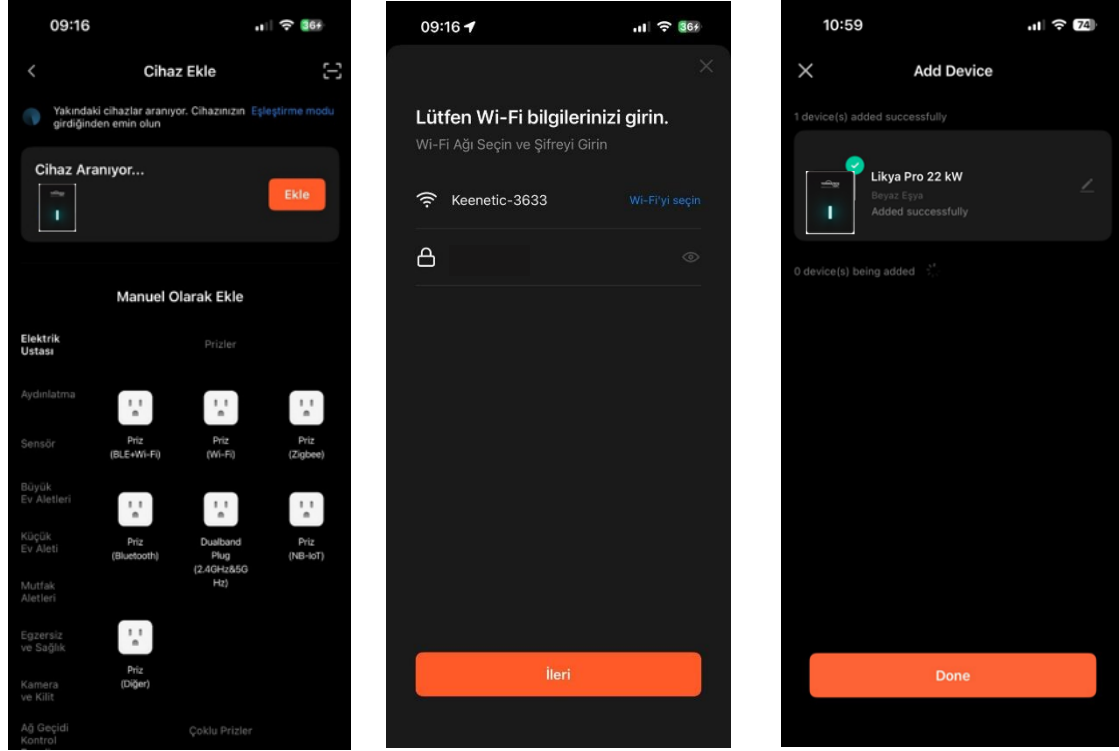 09:16
36
Cihaz Ekle
Yakındaki cihazlar aranıyor. Cihazınızın Eşleştirme modu
girdiğinden emin olun
Cihaz Aranıyor...
Ekle
Manuel Olarak Ekle
Elektrik
Ustası
Prizler
Aydınlatma
Sensör
Priz
(BLE+Wi-Fi)
Priz
(Wi-Fi)
Priz
(Zigbee)
Büyük
Ev Aletleri
Küçük
Ev Aleti
Priz
(Bluetooth)
Dualband
Plug
(2.4GHz&5G
Hz)
Priz
(NB-IoT)
Mutfak
Aletleri
Egzersiz
ve Sağlık
Priz
(Diğer)
Kamera
ve Kilit
Ağ Geçidi
Kontrol
Çoklu Prizler
09:16
36
Lütfen Wi-Fi bilgilerinizi girin.
Wi-Fi Ağı Seçin ve Şifreyi Girin
Keenetic-3633
Wi-Fi'yi seçin
İleri
10:59
74
Add Device
1 device(s) added successfully
Likya Pro 22 kW
Beyaz Eşya
Added successfully
0 device(s) being added
Done